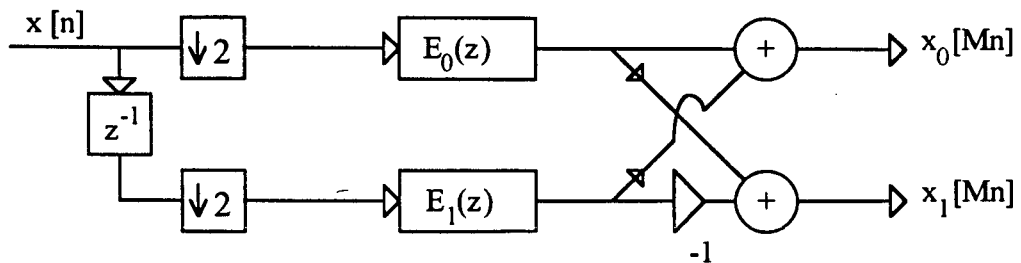 x [n]
↓2
E₀(z)
+
x₀[Mn]
z⁻¹
↓2
E₁(z)
-1
+
x₁[Mn]